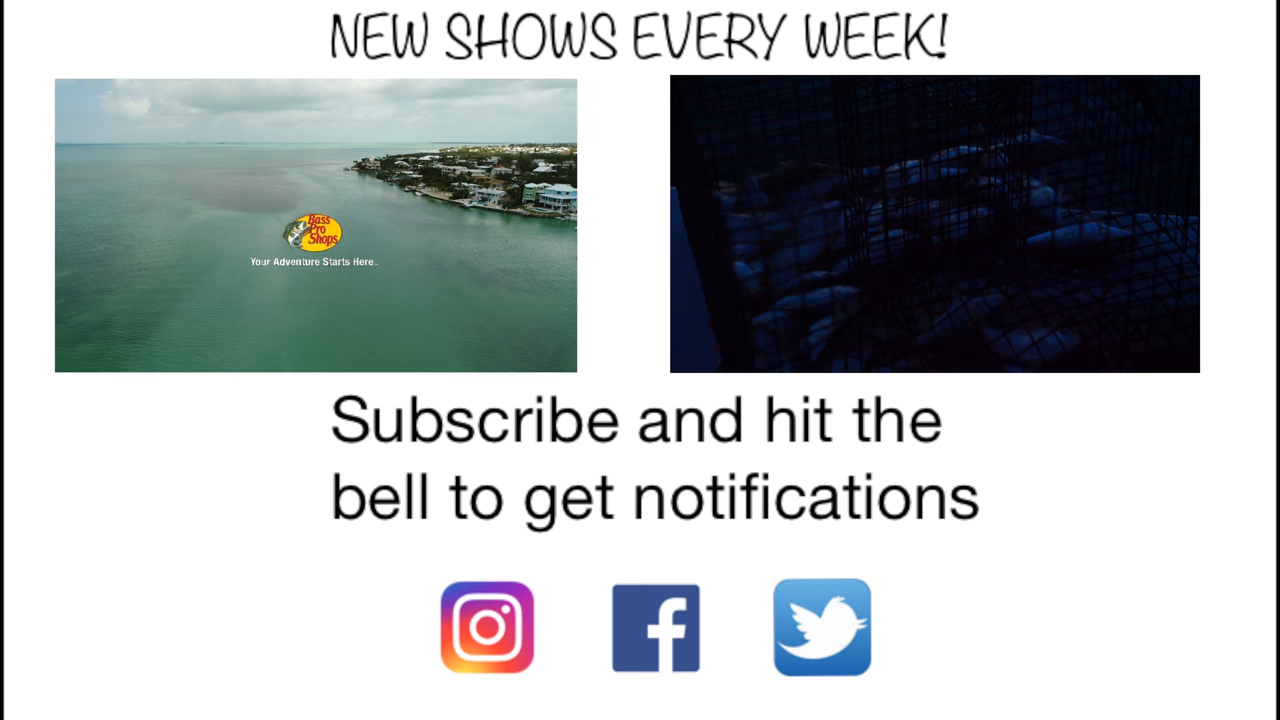 NEW SHOWS EVERY WEEK!
Bass
Pro
Shops
Your Adventure Starts Here.
Subscribe and hit the
bell to get notifications